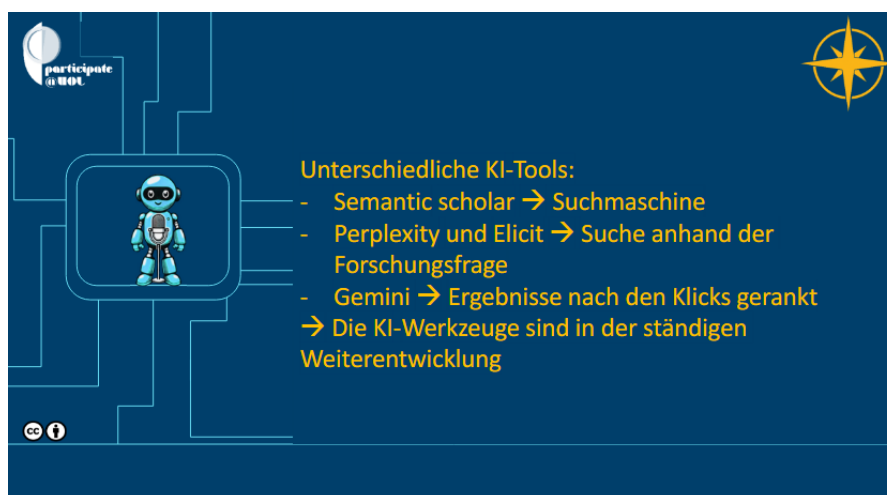 participate
@UOL
Unterschiedliche KI-Tools:
- Semantic scholar → Suchmaschine
- Perplexity und Elicit → Suche anhand der
Forschungsfrage
- Gemini → Ergebnisse nach den Klicks gerankt
→ Die KI-Werkzeuge sind in der ständigen
Weiterentwicklung
cc